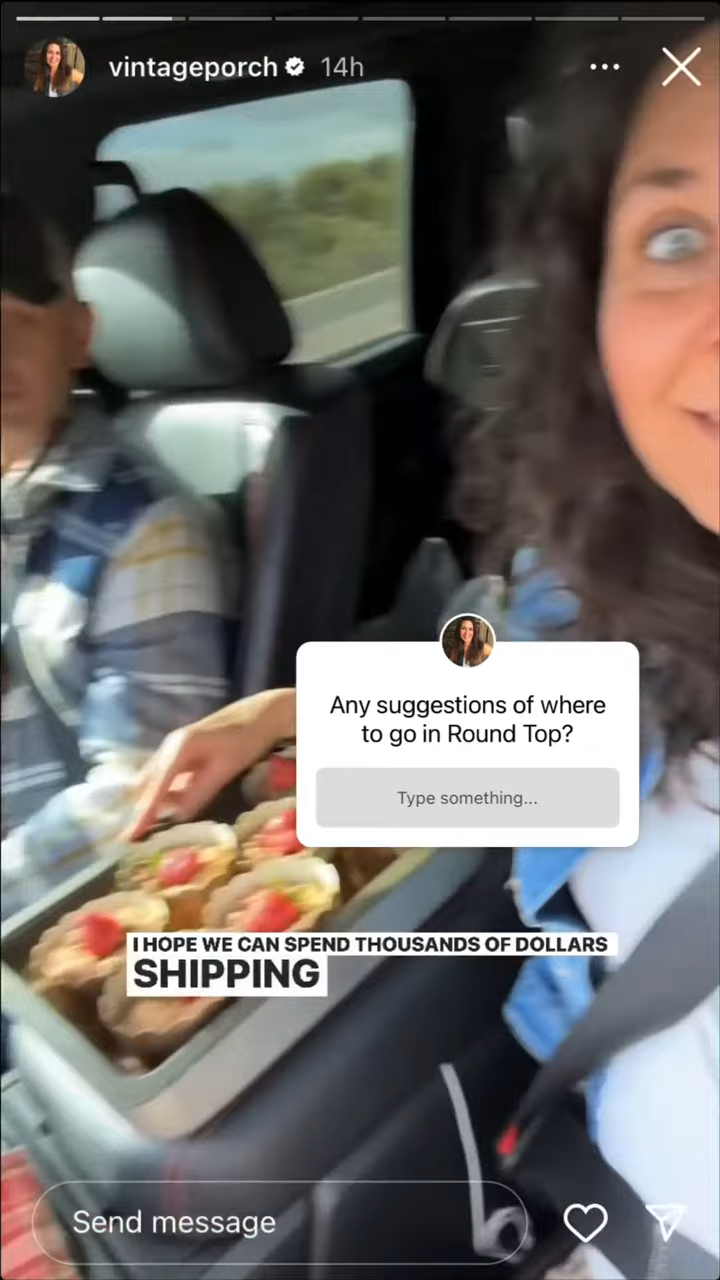 vintageporch 14h
Any suggestions of where
to go in Round Top?
Type something...
I HOPE WE CAN SPEND THOUSANDS OF DOLLARS
SHIPPING
Send message